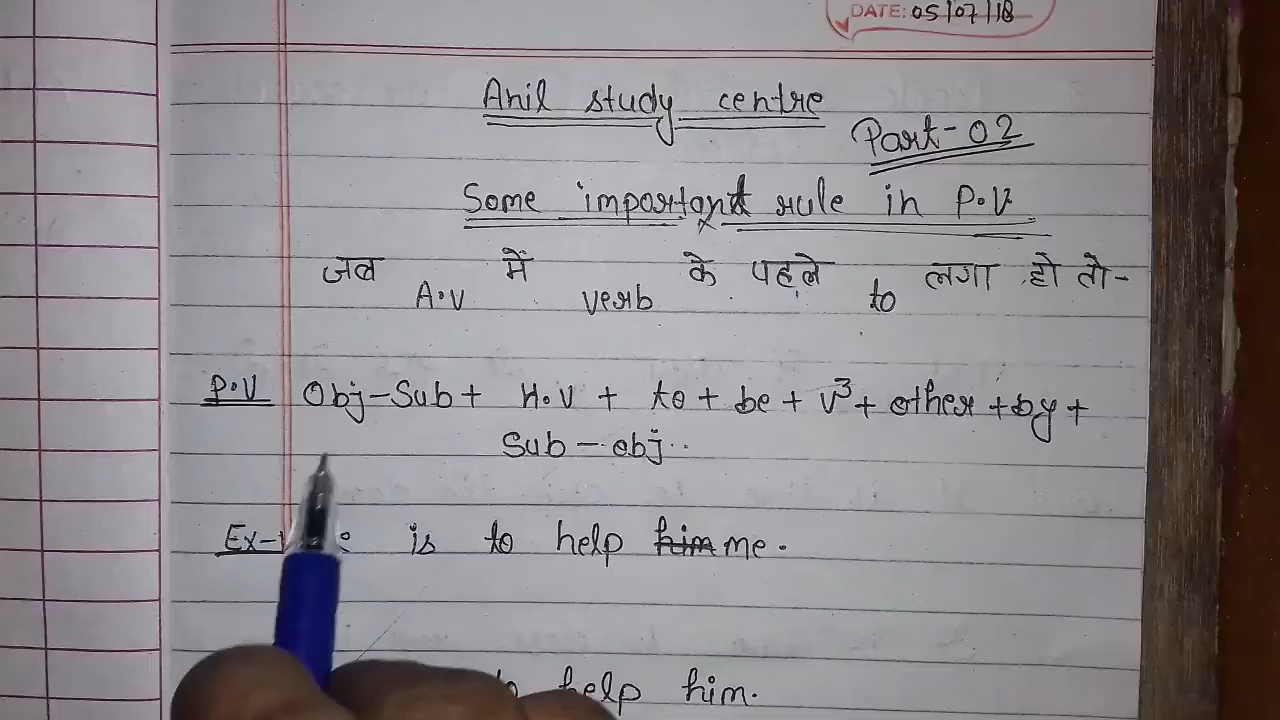 DATE: 05/07/18
Anil study centre
Part-02
Some important rule in P.V
जब A.V में verb के पहले to लगा हो तो-
P.V Obj-Sub + H.V + to + be + V³ + other + by +
Sub - obj..
Ex- is to help him me.
help him.